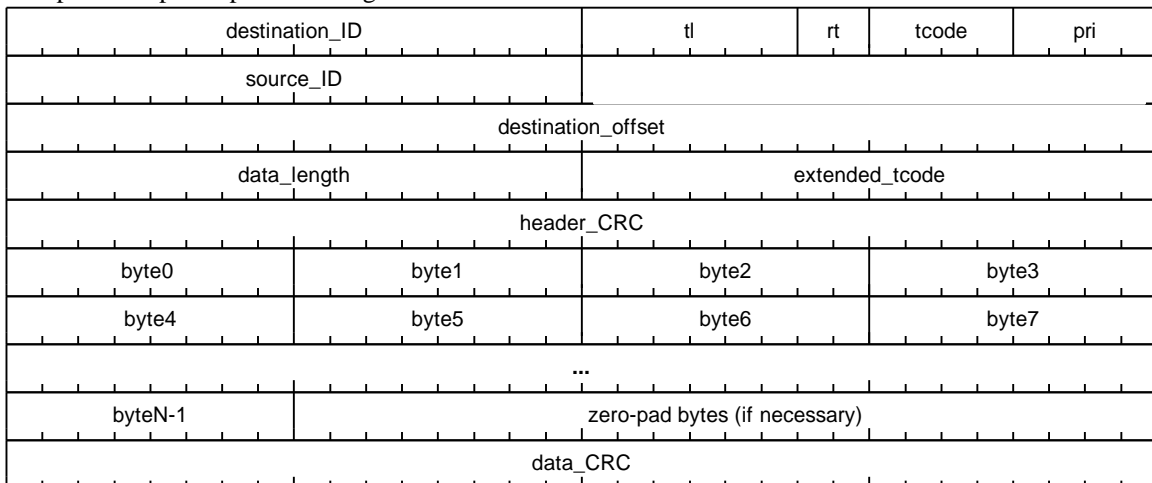 destination_ID tl rt tcode pri
source_ID
destination_offset
data_length extended_tcode
header_CRC
byte0 byte1 byte2 byte3
byte4 byte5 byte6 byte7
...
byteN-1 zero-pad bytes (if necessary)
data_CRC